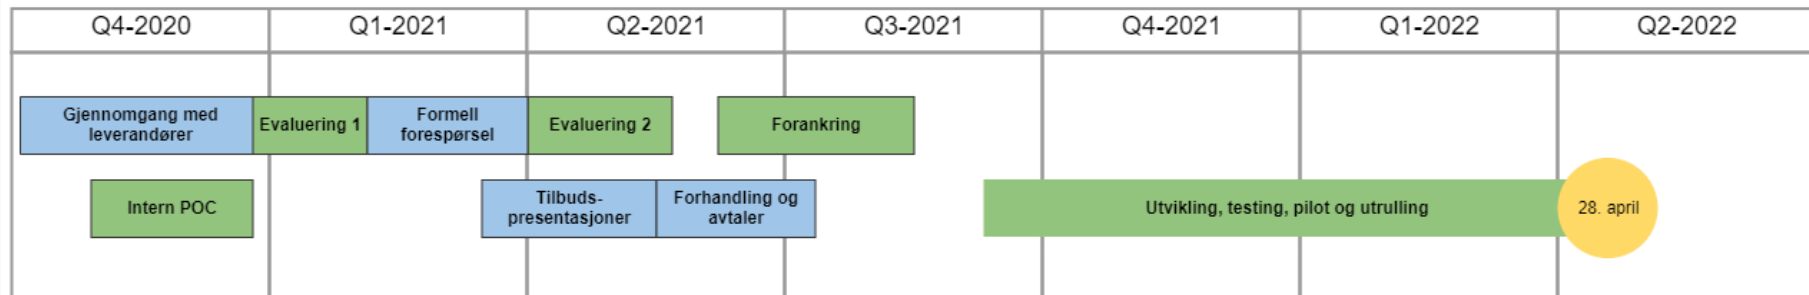 Q4-2020
Q1-2021
Q2-2021
Q3-2021
Q4-2021
Q1-2022
Q2-2022
Gjennomgang med
leverandører
Evaluering 1
Formell
forespørsel
Evaluering 2
Forankring
Intern POC
Tilbuds-
presentasjoner
Forhandling og
avtaler
Utvikling, testing, pilot og utrulling
28. april